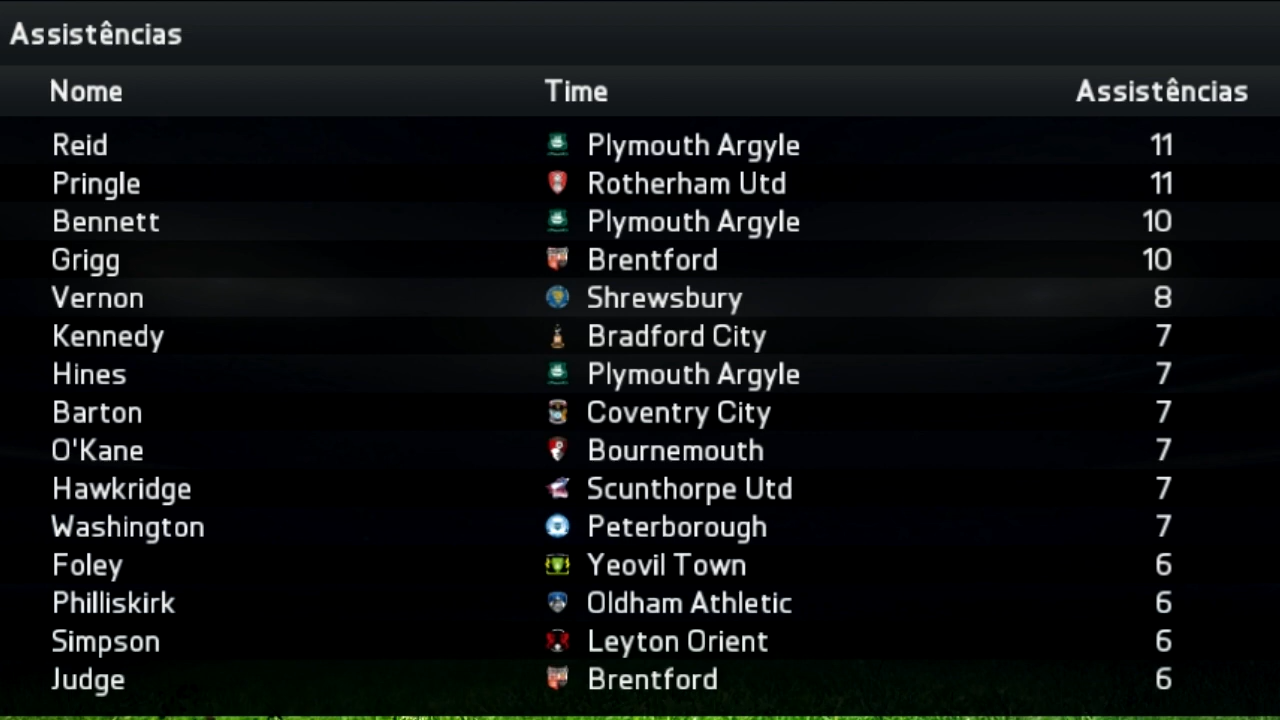 Assistências
Nome Time Assistências
Reid Plymouth Argyle 11
Pringle Rotherham Utd 11
Bennett Plymouth Argyle 10
Grigg Brentford 10
Vernon Shrewsbury 8
Kennedy Bradford City 7
Hines Plymouth Argyle 7
Barton Coventry City 7
O'Kane Bournemouth 7
Hawkridge Scunthorpe Utd 7
Washington Peterborough 7
Foley Yeovil Town 6
Philliskirk Oldham Athletic 6
Simpson Leyton Orient 6
Judge Brentford 6